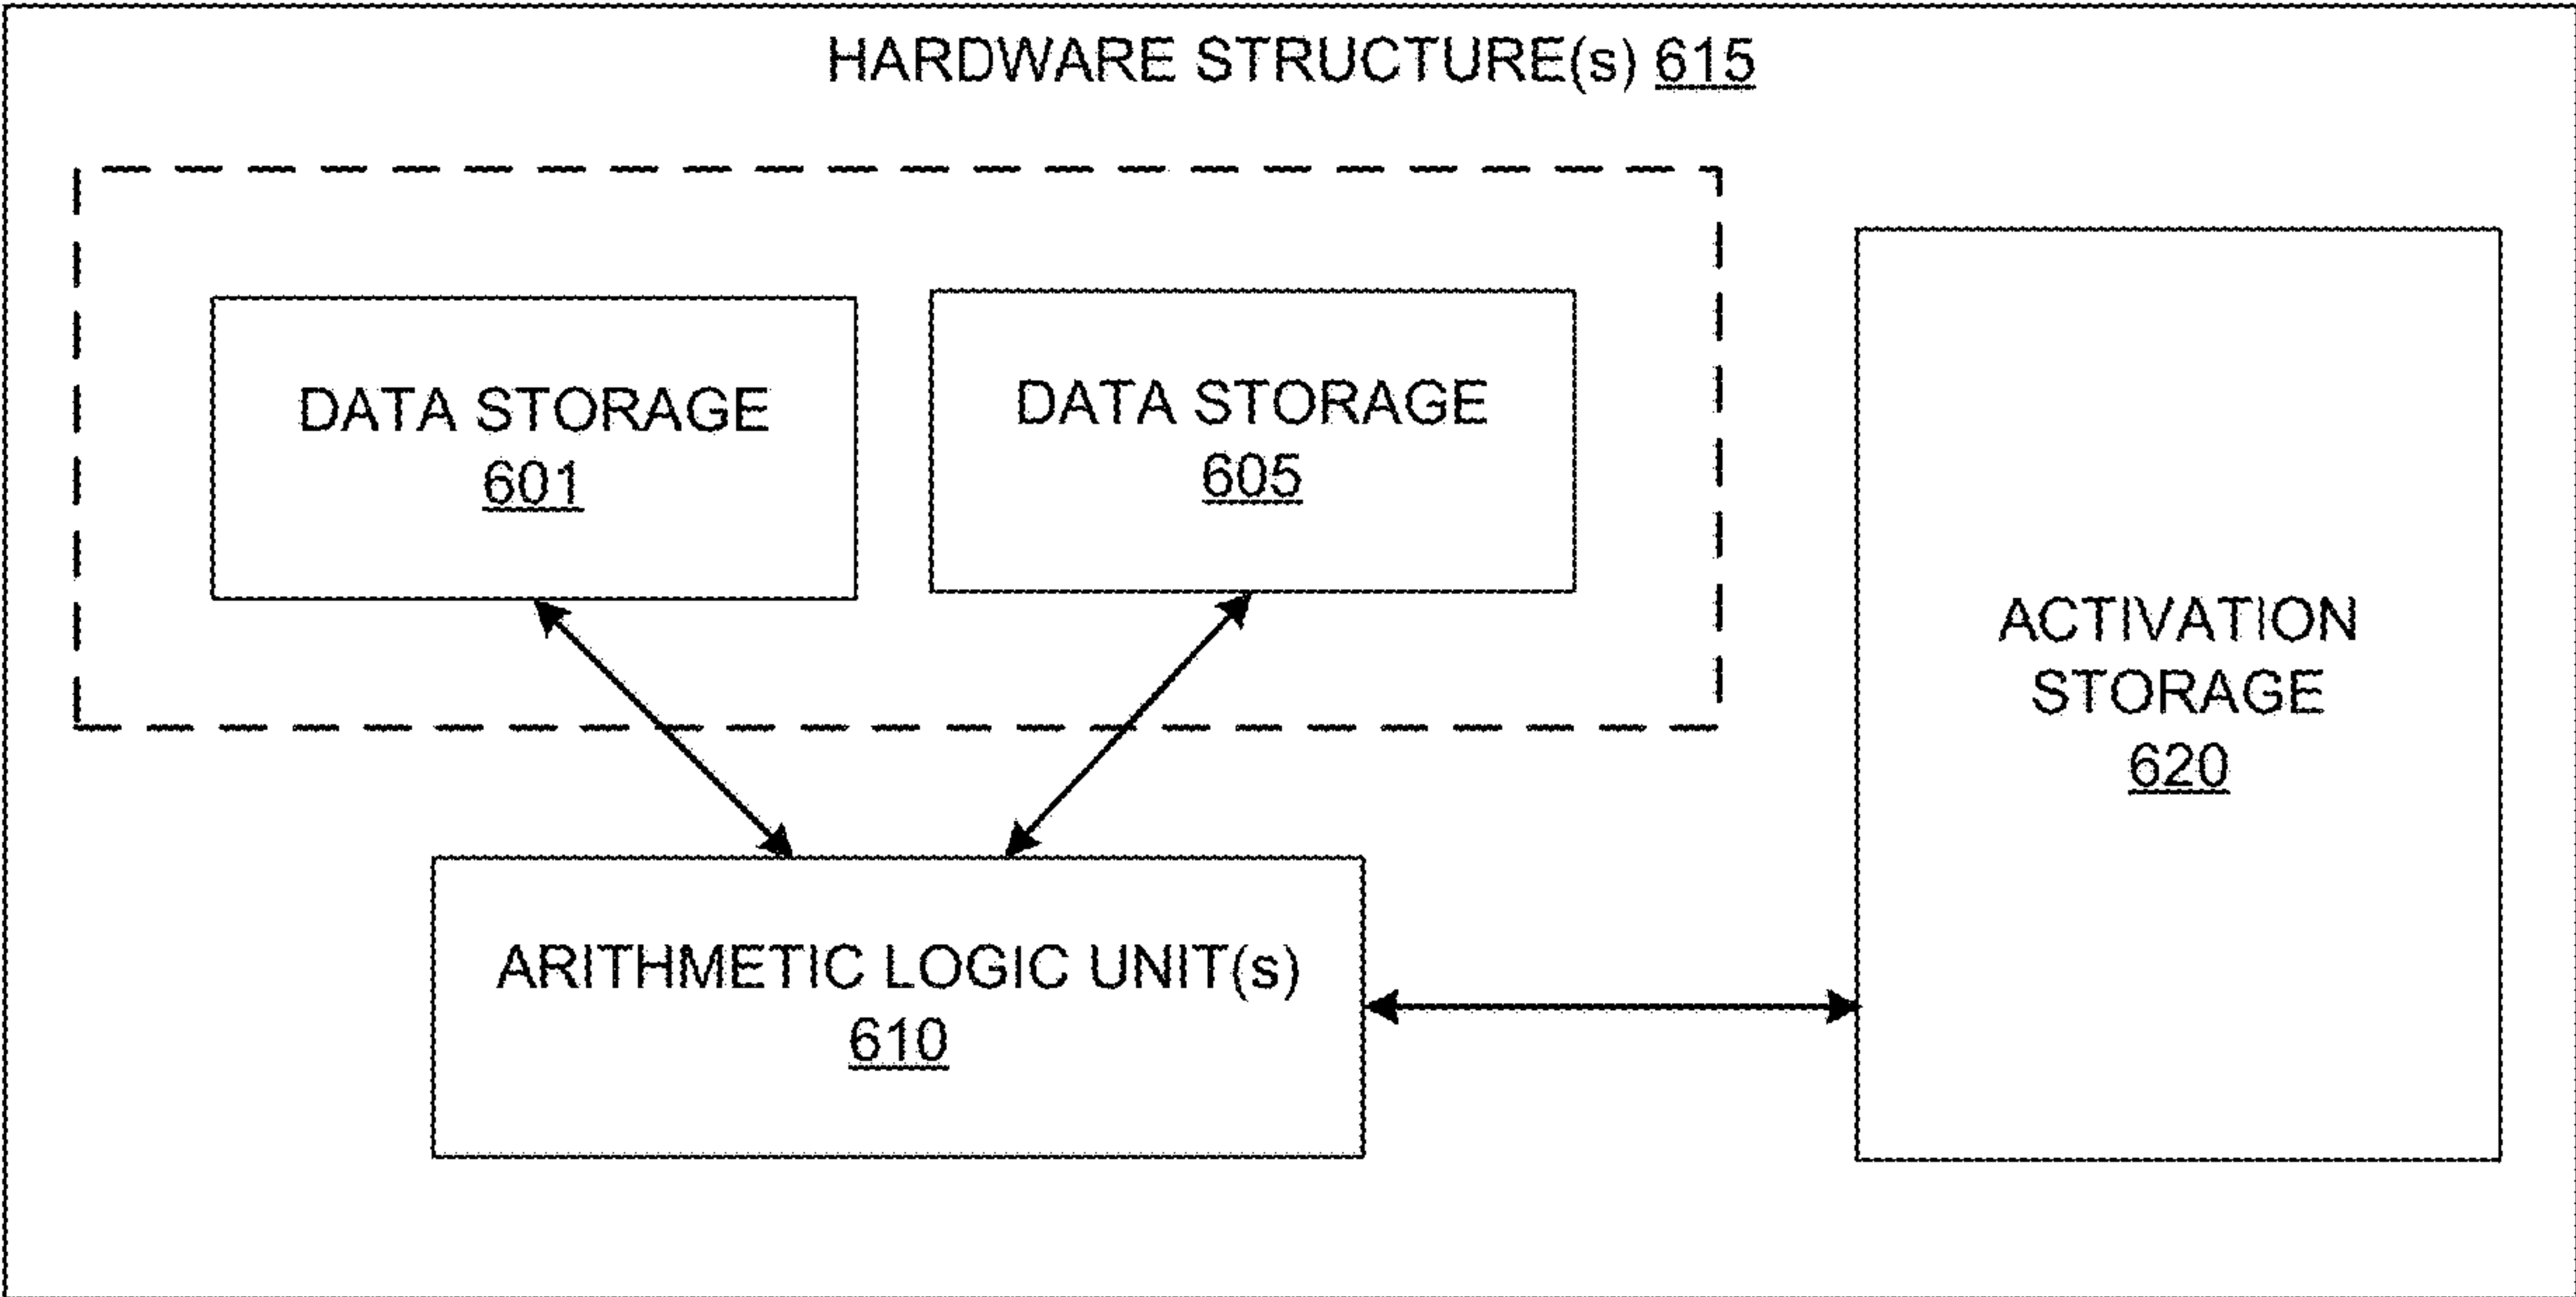 HARDWARE STRUCTURE(s) 615
DATA STORAGE
601
DATA STORAGE
605
ACTIVATION
STORAGE
620
ARITHMETIC LOGIC UNIT(s)
610